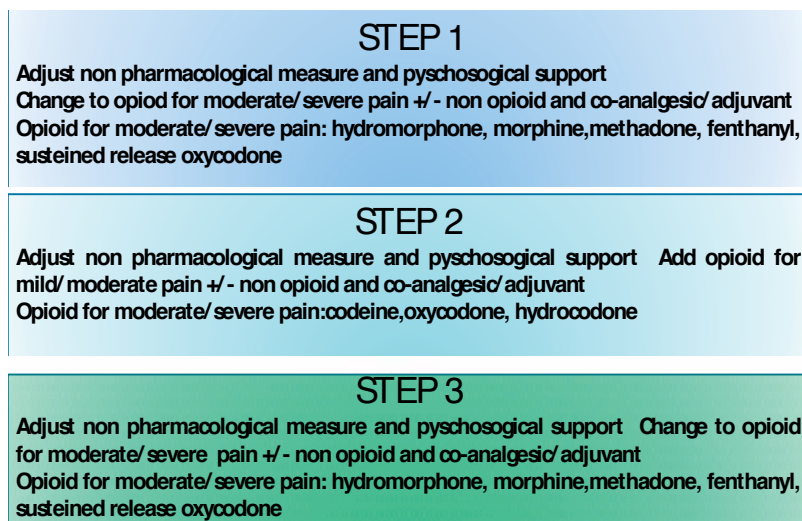 STEP 1
Adjust non pharmacological measure and pyschosogical support
Change to opiod for moderate/severe pain +/- non opioid and co-analgesic/adjuvant
Opioid for moderate/severe pain: hydromorphone, morphine,methadone, fenthanyl,
susteined release oxycodone
STEP 2
Adjust non pharmacological measure and pyschosogical support Add opioid for
mild/moderate pain +/- non opioid and co-analgesic/adjuvant
Opioid for moderate/severe pain:codeine,oxycodone, hydrocodone
STEP 3
Adjust non pharmacological measure and pyschosogical support Change to opioid
for moderate/severe pain +/- non opioid and co-analgesic/adjuvant
Opioid for moderate/severe pain: hydromorphone, morphine,methadone, fenthanyl,
susteined release oxycodone